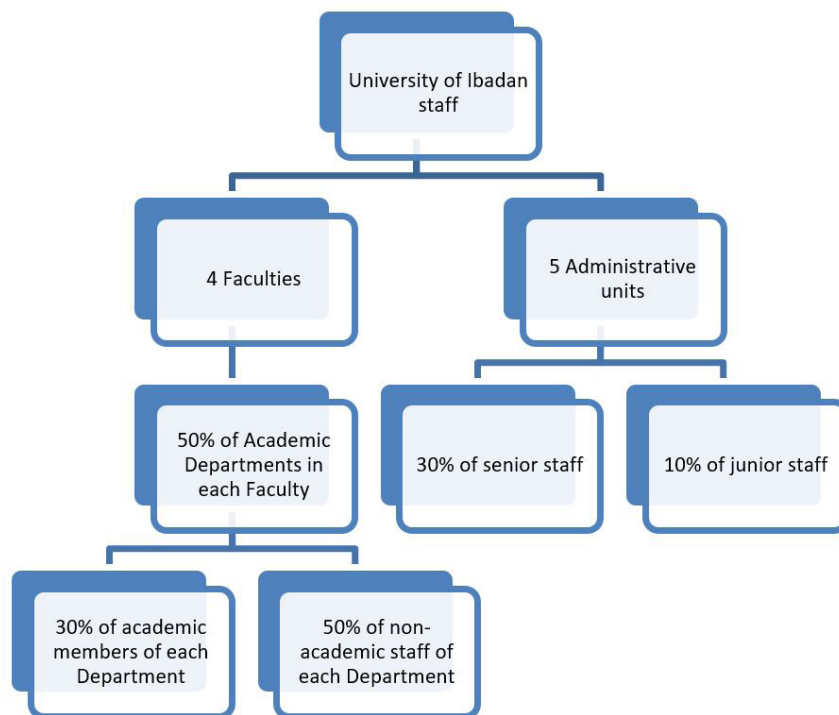 University of Ibadan
staff
4 Faculties
5 Administrative
units
50% of Academic
Departments in
each Faculty
30% of senior staff
10% of junior staff
30% of academic
members of each
Department
50% of non-
academic staff of
each Department